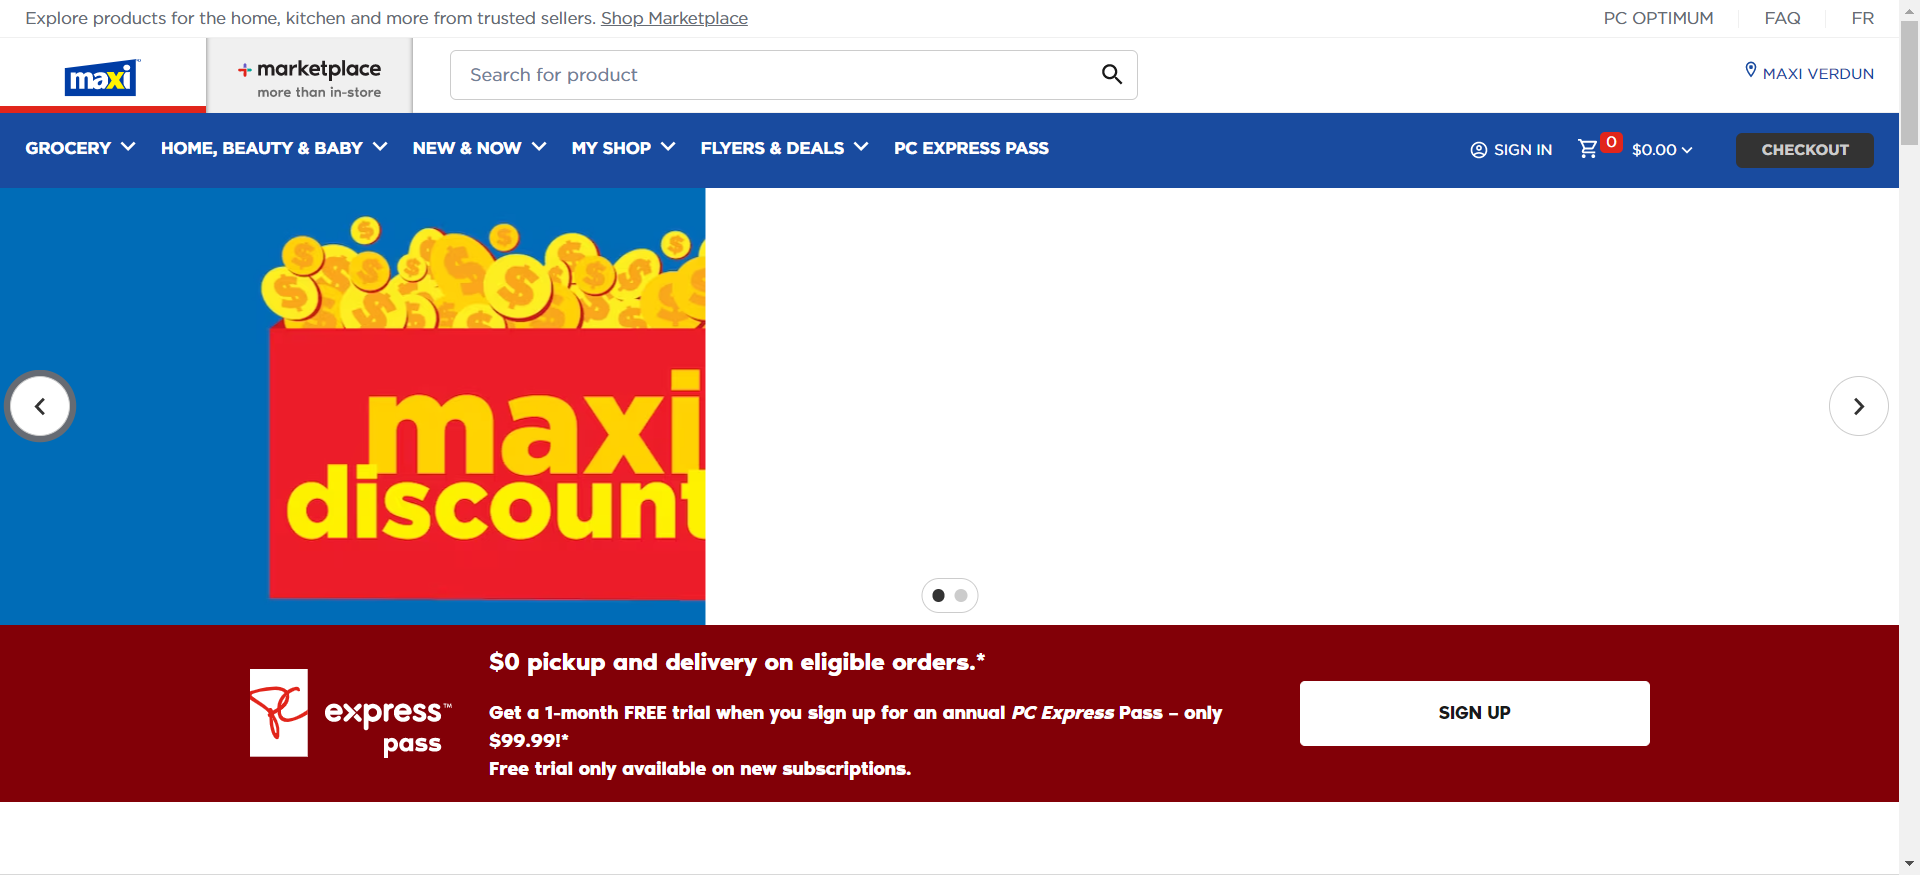 Explore products for the home, kitchen and more from trusted sellers. Shop Marketplace
PC OPTIMUM
FAQ
FR
maxi
marketplace
more than in-store
Search for product
MAXI VERDUN
GROCERY
HOME, BEAUTY & BABY
NEW & NOW
MY SHOP
FLYERS & DEALS
PC EXPRESS PASS
SIGN IN
0
$0.00
CHECKOUT
maxi
discount
PC express™
pass
$0 pickup and delivery on eligible orders.*
Get a 1-month FREE trial when you sign up for an annual PC Express Pass – only
$99.99!*
Free trial only available on new subscriptions.
SIGN UP